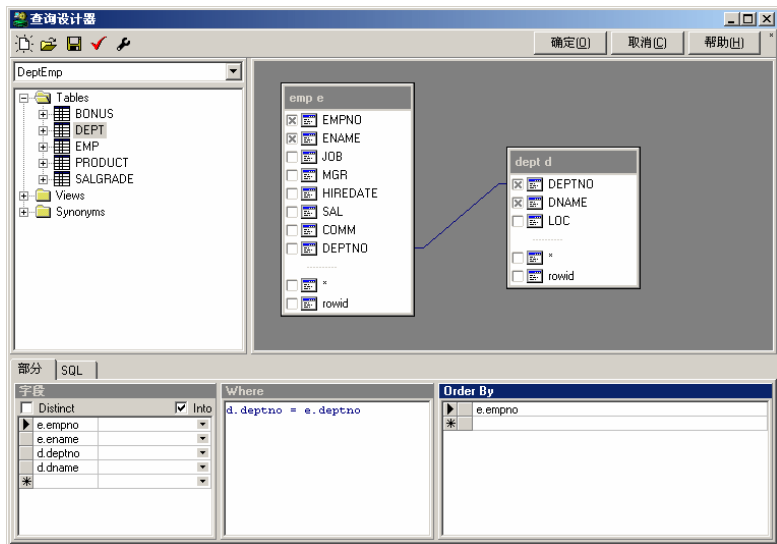 查询设计器
确定(O) 取消(C) 帮助(H)
DeptEmp
Tables
BONUS
DEPT
EMP
PRODUCT
SALGRADE
Views
Synonyms
emp e
EMPNO
ENAME
JOB
MGR
HIREDATE
SAL
COMM
DEPTNO
*
rowid
dept d
DEPTNO
DNAME
LOC
*
rowid
部分 SQL
字段
Distinct Into
e.empno
e.ename
d.deptno
d.dname
Where
d.deptno = e.deptno
Order By
e.empno